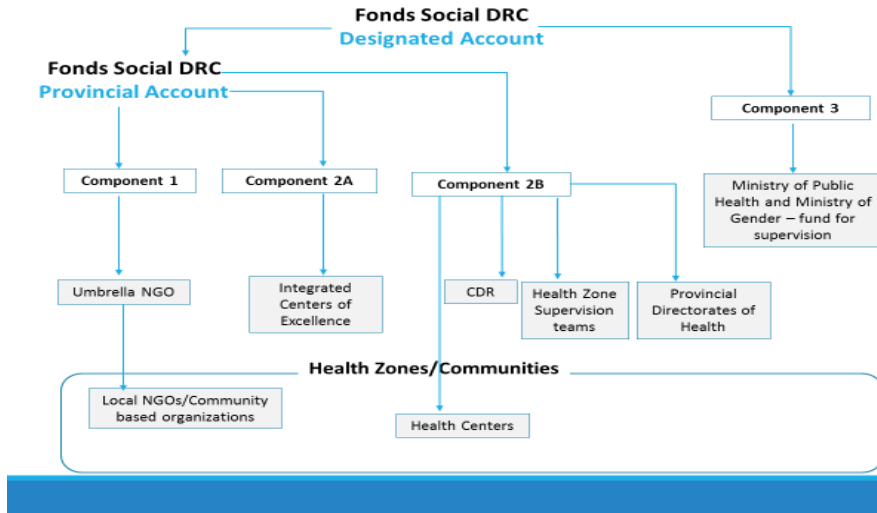 Fonds Social DRC
Designated Account
Fonds Social DRC
Provincial Account
Component 3
Component 1
Component 2A
Component 2B
Ministry of Public
Health and Ministry of
Gender – fund for
supervision
Umbrella NGO
Integrated
Centers of
Excellence
CDR
Health Zone
Supervision
teams
Provincial
Directorates of
Health
Health Zones/Communities
Local NGOs/Community
based organizations
Health Centers